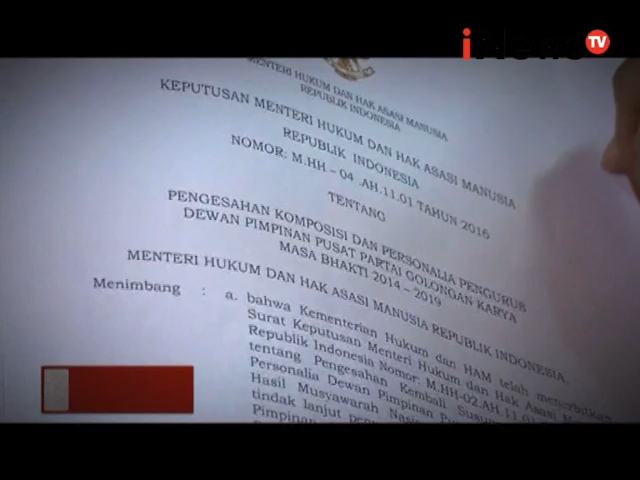 iNews TV
MENTERI HUKUM DAN HAK ASASI MANUSIA
REPUBLIK INDONESIA
KEPUTUSAN MENTERI HUKUM DAN HAK ASASI MANUSIA
REPUBLIK INDONESIA
NOMOR: M.HH - 04 .AH.11.01 TAHUN 2016
TENTANG
PENGESAHAN KOMPOSISI DAN PERSONALIA PENGURUS
DEWAN PIMPINAN PUSAT PARTAI GOLONGAN KARYA
MASA BHAKTI 2014 - 2019
MENTERI HUKUM DAN HAK ASASI MANUSIA REPUBLIK INDONESIA,
Menimbang : a. bahwa Kementerian Hukum dan HAM telah menerbitkan
Surat Keputusan Menteri Hukum dan Hak Asasi
Republik Indonesia Nomor: M.HH-02.AH.11.01
tentang Pengesahan Kembali
Personalia Dewan Pimpinan
Hasil Musyawarah
tindak lanjut